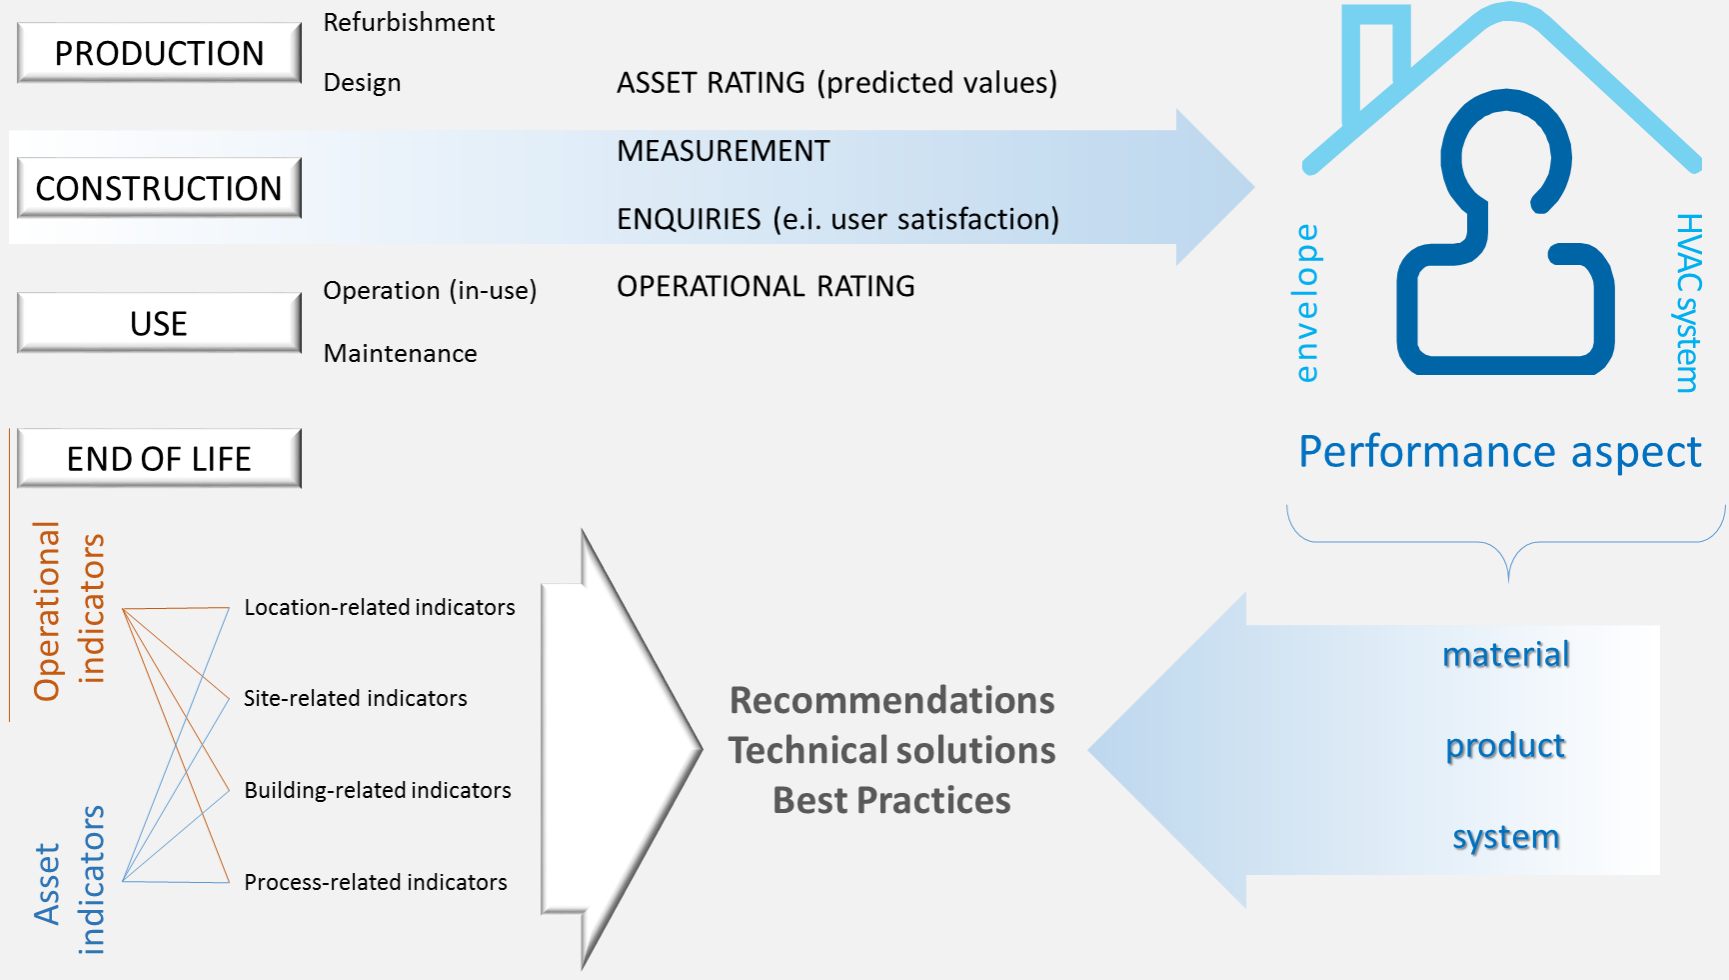 PRODUCTION
Refurbishment
Design
ASSET RATING (predicted values)
CONSTRUCTION
MEASUREMENT
ENQUIRIES (e.i. user satisfaction)
USE
Operation (in-use)
OPERATIONAL RATING
Maintenance
END OF LIFE
envelope
HVAC system
Performance aspect
Operational
indicators
Asset
indicators
Location-related indicators
Site-related indicators
Building-related indicators
Process-related indicators
Recommendations
Technical solutions
Best Practices
material
product
system